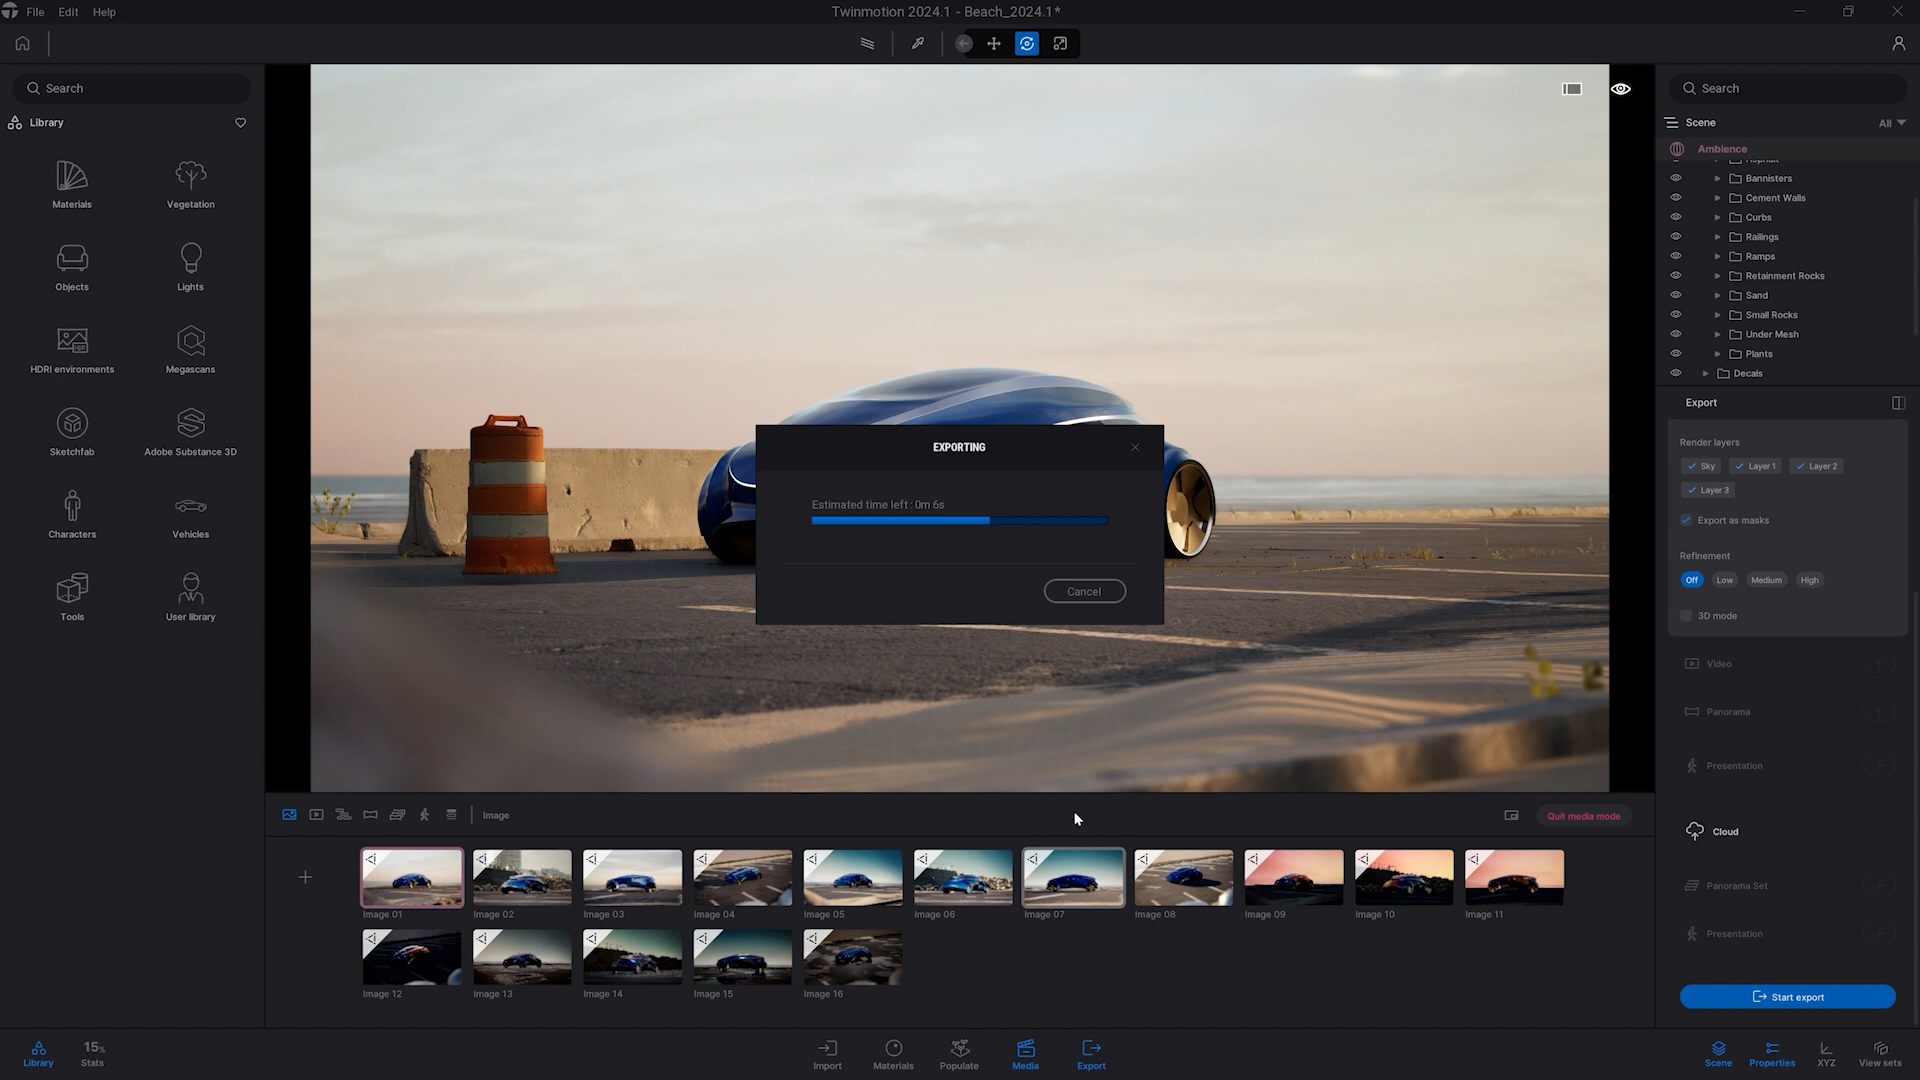 File Edit Help
Twinmotion 2024.1 - Beach_2024.1*
Search
Library
Materials
Vegetation
Objects
Lights
HDRI environments
Megascans
Sketchfab
Adobe Substance 3D
Characters
Vehicles
Tools
User library
EXPORTING
Estimated time left : 0m 6s
Cancel
Search
Scene
All
Ambience
Asphalt
Bannisters
Cement Walls
Curbs
Railings
Ramps
Retainment Rocks
Sand
Small Rocks
Under Mesh
Plants
Decals
Export
Render layers
Sky Layer 1 Layer 2
Layer 3
Export as masks
Refinement
Off Low Medium High
3D mode
Video
Panorama
Presentation
Cloud
Panorama Set
Presentation
Start export
Image
Quit media mode
Image 01 Image 02 Image 03 Image 04 Image 05 Image 06 Image 07 Image 08 Image 09 Image 10 Image 11
Image 12 Image 13 Image 14 Image 15 Image 16
Library
15%
Stats
Import
Materials
Populate
Media
Export
Scene
Properties
XYZ
View sets